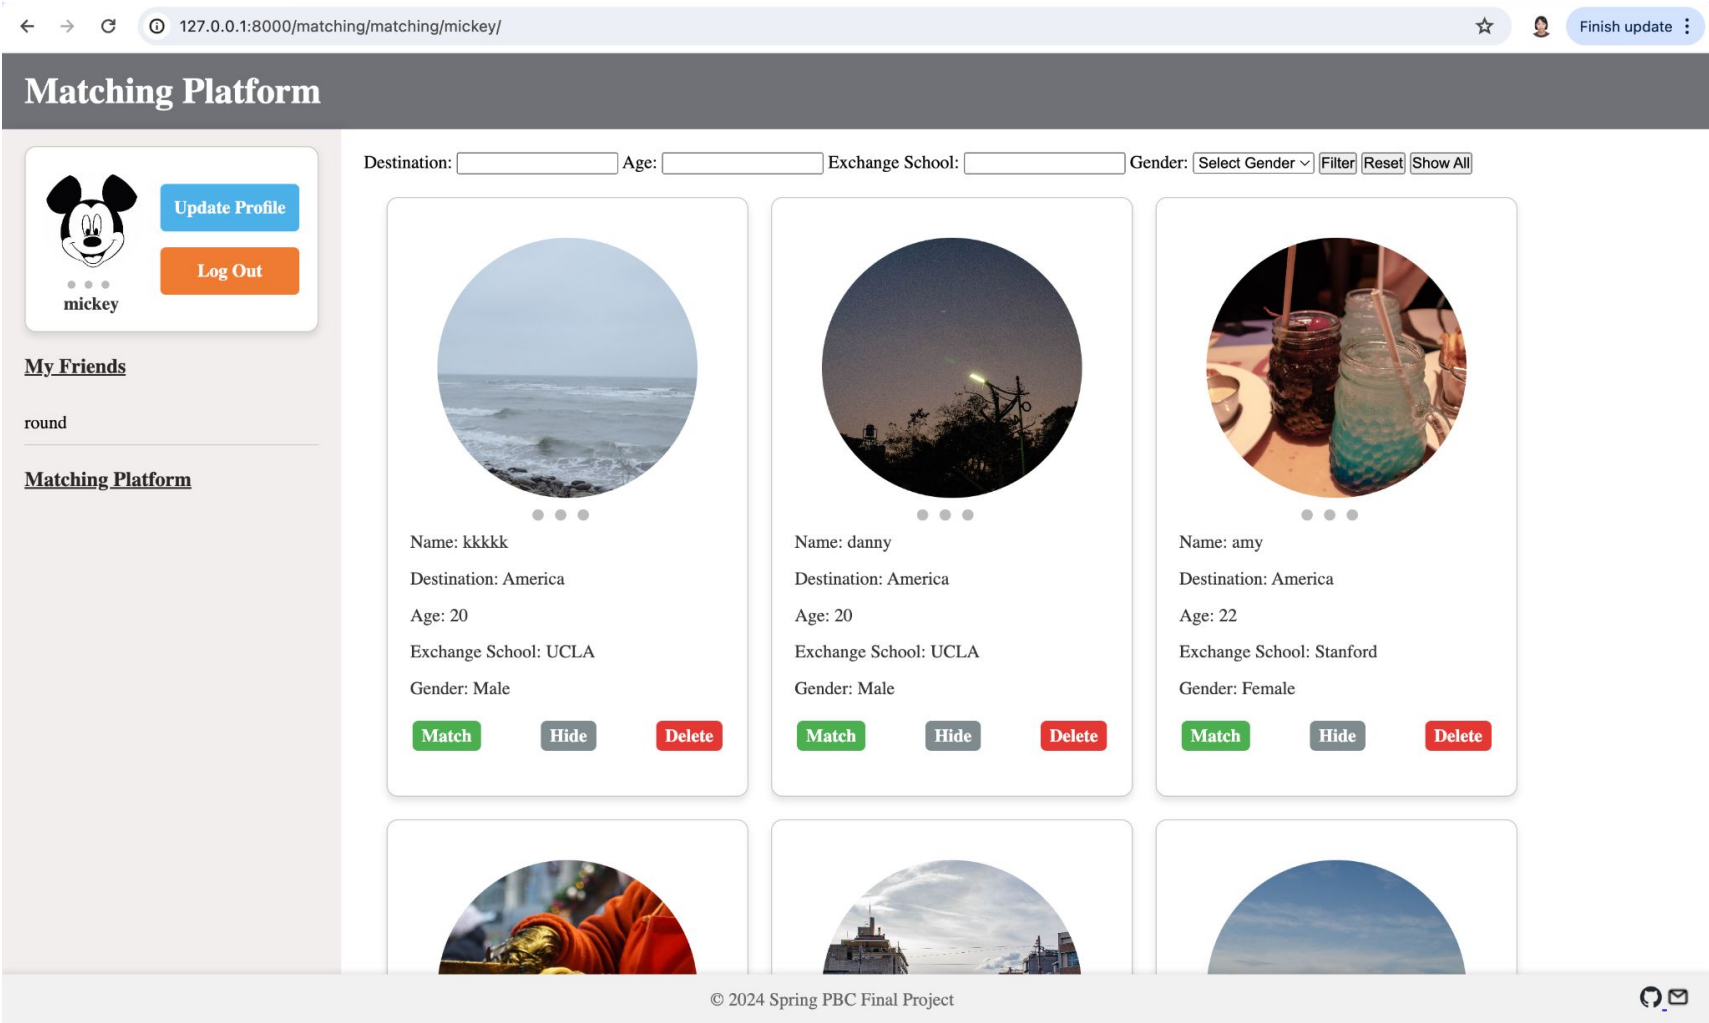 127.0.0.1:8000/matching/matching/mickey/
Finish update
Matching Platform
Update Profile
Log Out
mickey
My Friends
round
Matching Platform
Destination: Age: Exchange School: Gender: Select Gender Filter Reset Show All
Name: kkkkk
Destination: America
Age: 20
Exchange School: UCLA
Gender: Male
Match Hide Delete
Name: danny
Destination: America
Age: 20
Exchange School: UCLA
Gender: Male
Match Hide Delete
Name: amy
Destination: America
Age: 22
Exchange School: Stanford
Gender: Female
Match Hide Delete
© 2024 Spring PBC Final Project